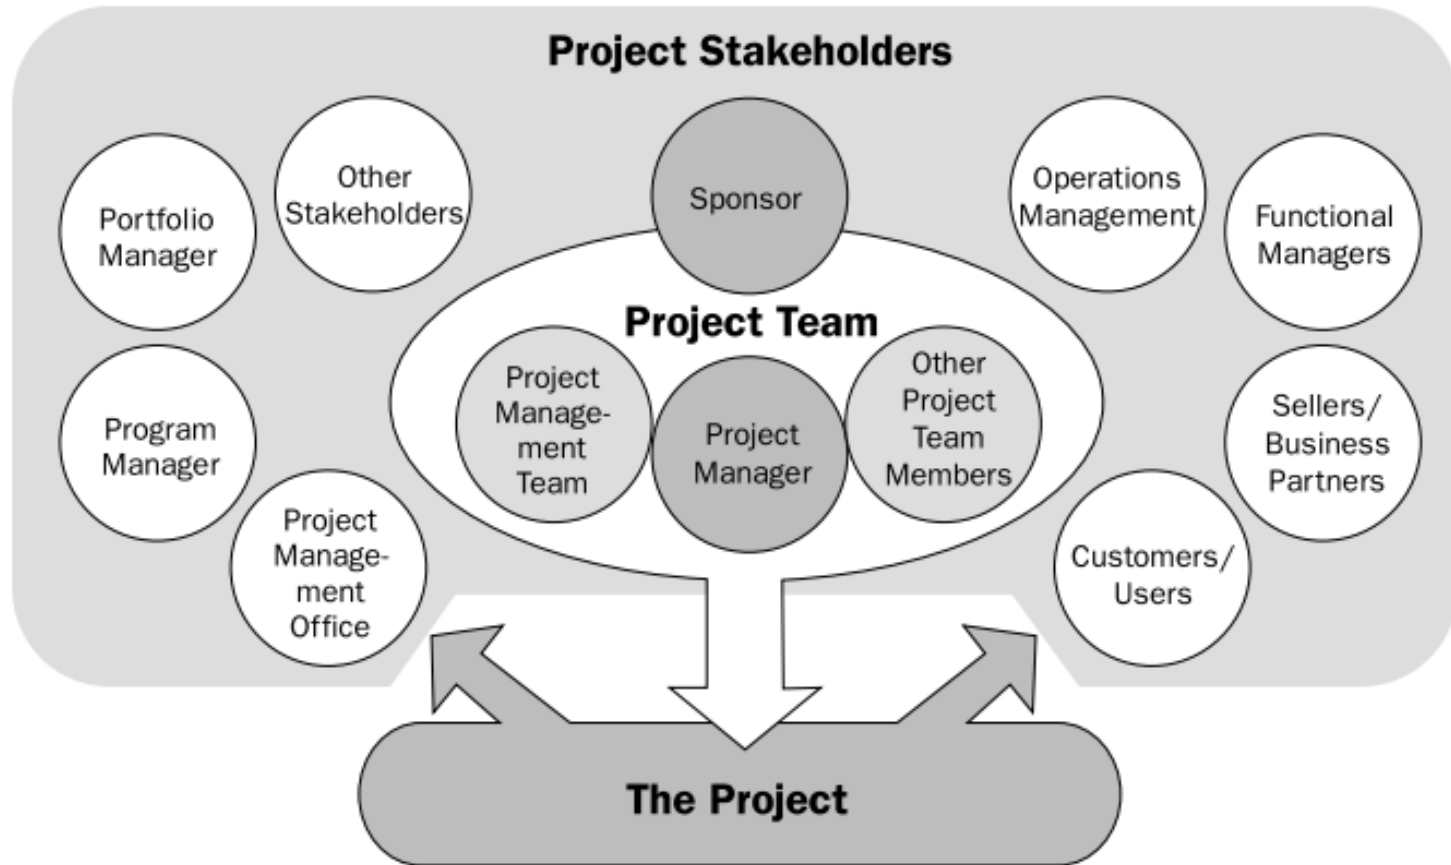 Project Stakeholders
Portfolio
Manager
Other
Stakeholders
Sponsor
Operations
Management
Functional
Managers
Project Team
Program
Manager
Project
Manage-
ment
Team
Project
Manager
Other
Project
Team
Members
Sellers/
Business
Partners
Project
Manage-
ment
Office
Customers/
Users
The Project